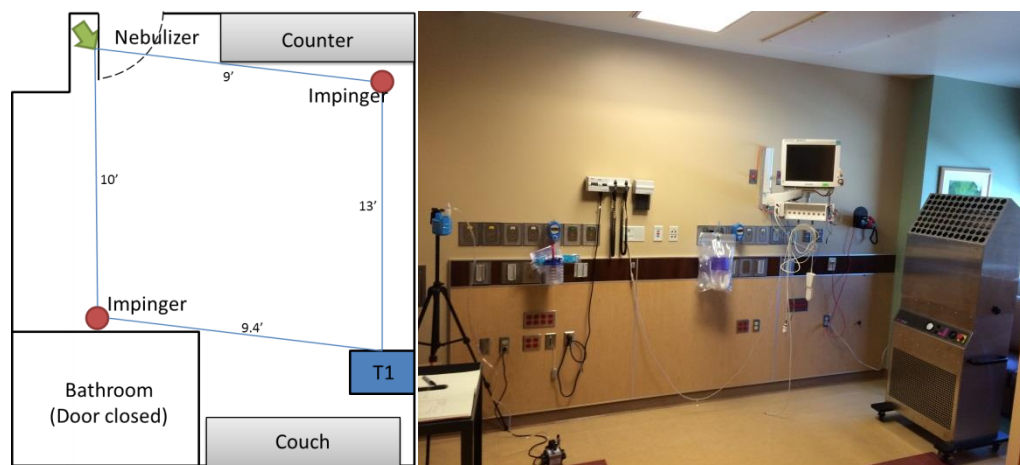 Nebulizer
Counter
9'
Impinger
10'
13'
Impinger
9.4'
T1
Bathroom
(Door closed)
Couch